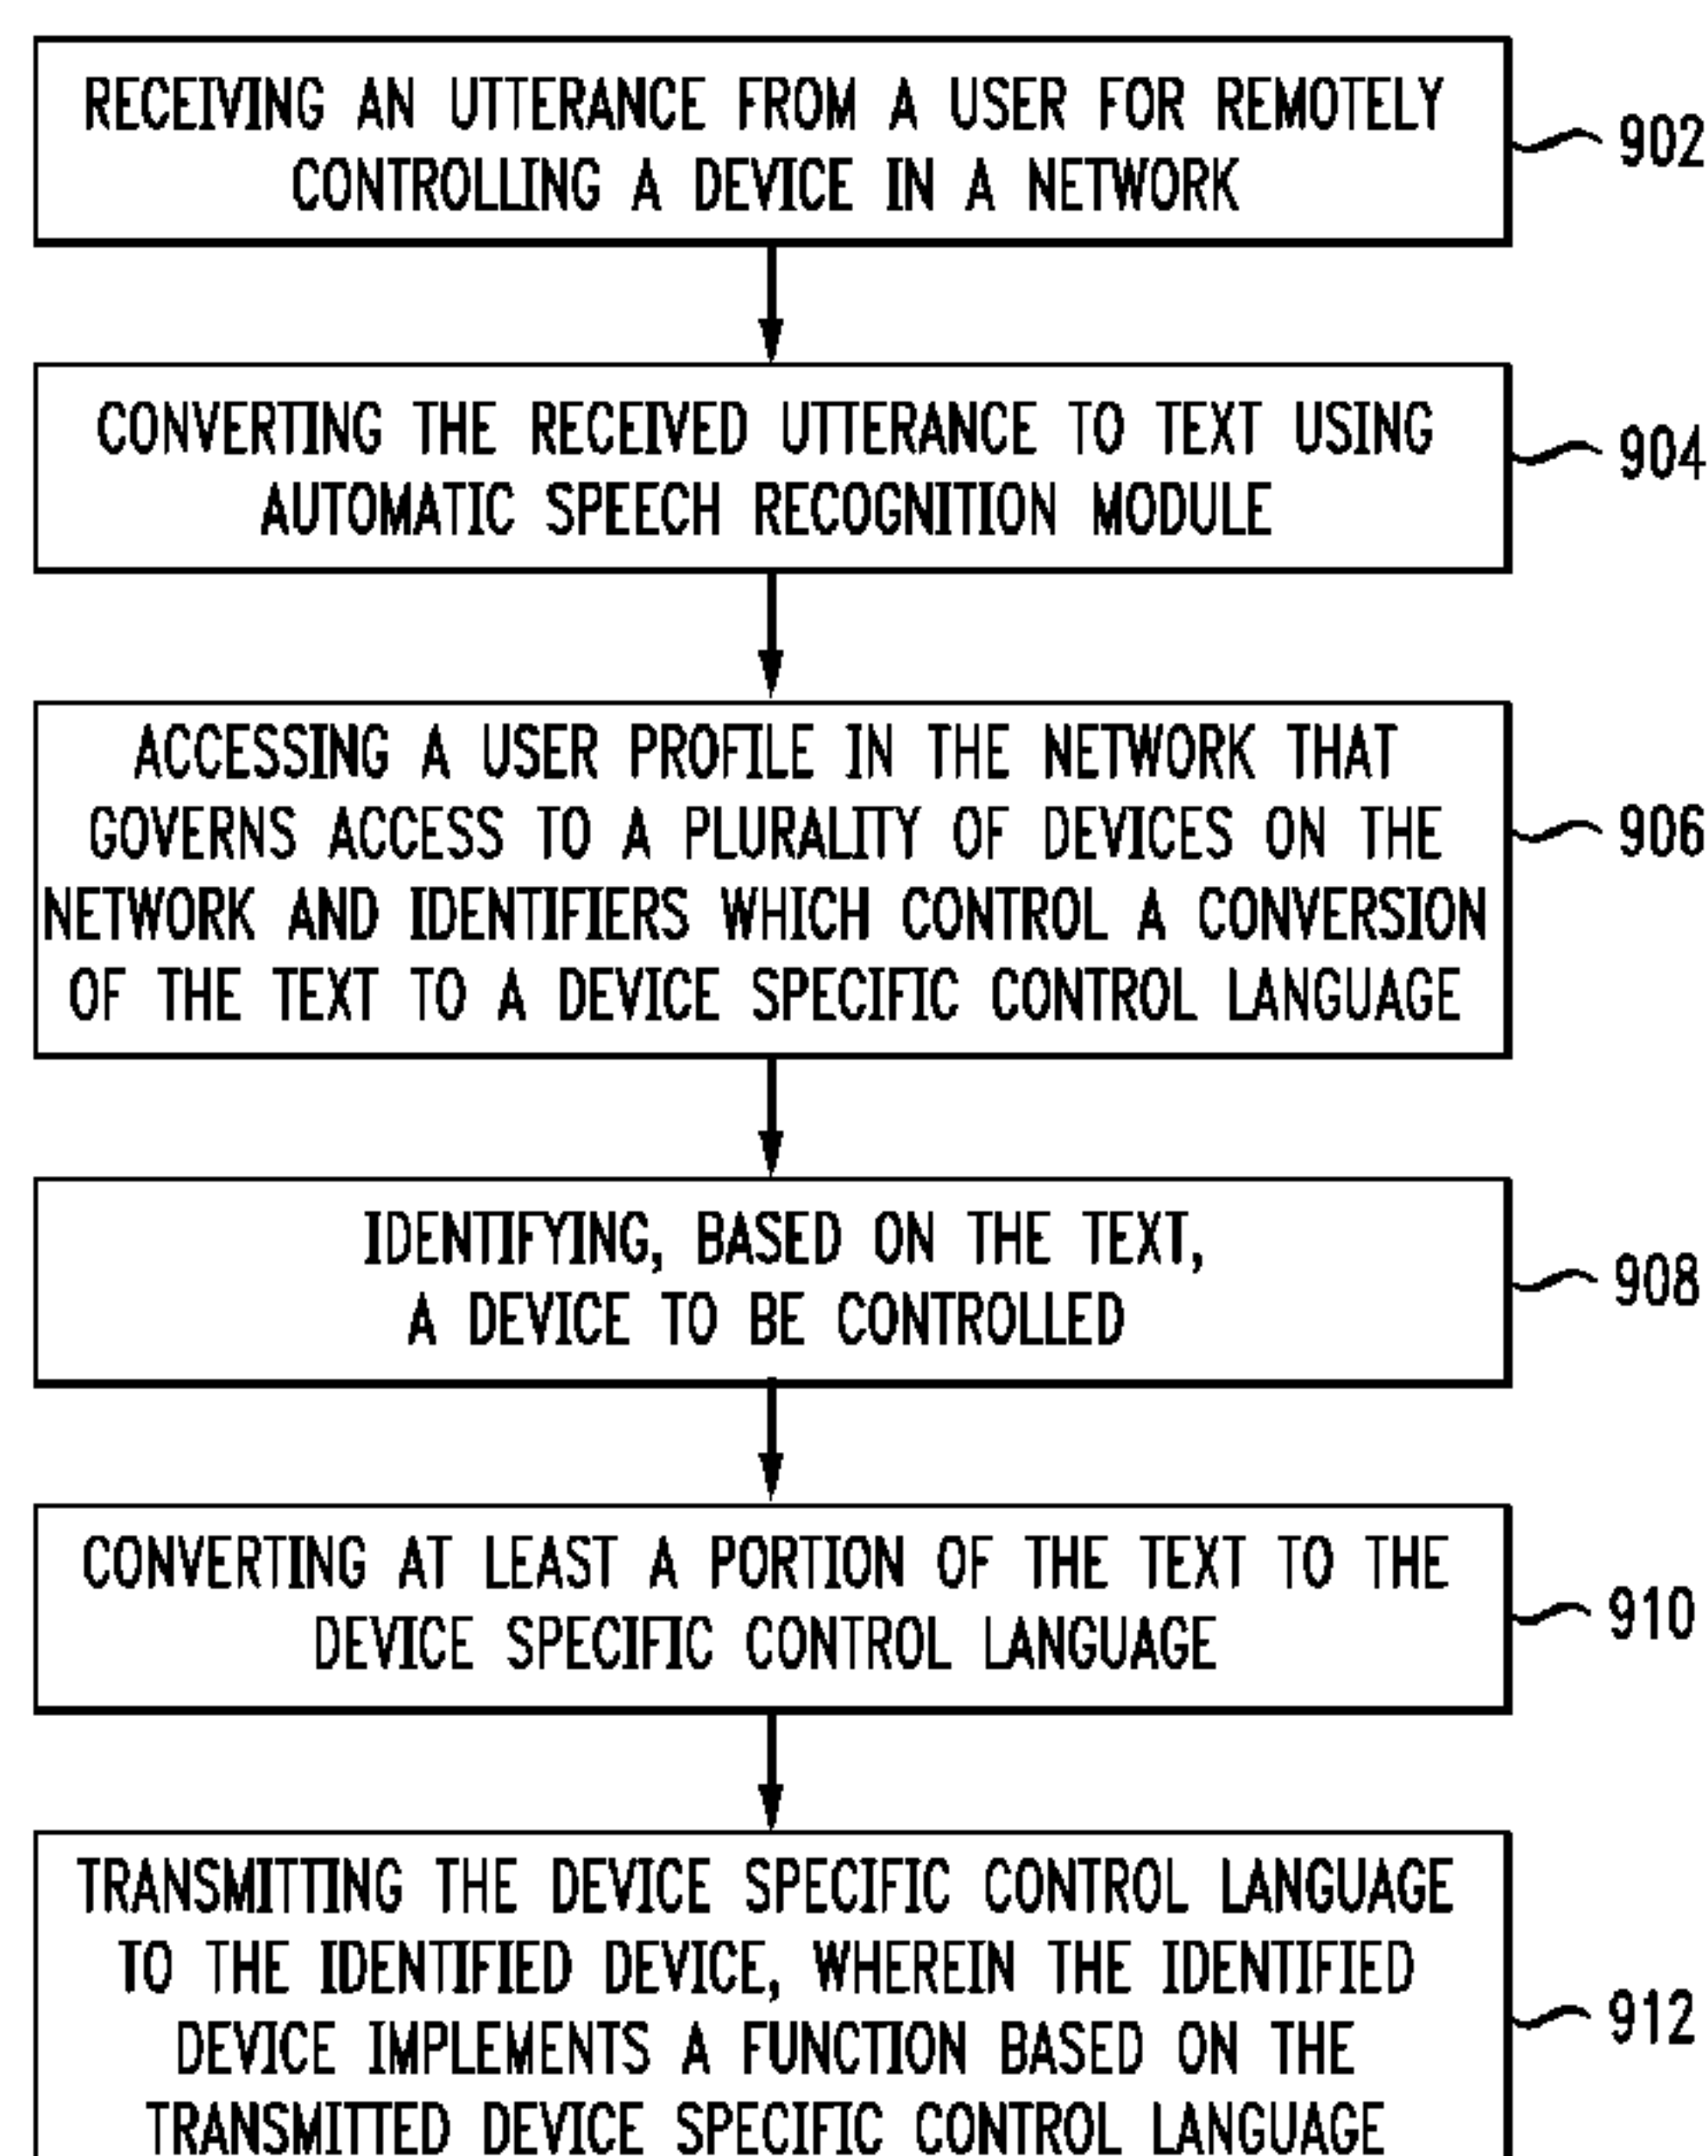 RECEIVING AN UTTERANCE FROM A USER FOR REMOTELY
CONTROLLING A DEVICE IN A NETWORK
902
CONVERTING THE RECEIVED UTTERANCE TO TEXT USING
AUTOMATIC SPEECH RECOGNITION MODULE
904
ACCESSING A USER PROFILE IN THE NETWORK THAT
GOVERNS ACCESS TO A PLURALITY OF DEVICES ON THE
NETWORK AND IDENTIFIERS WHICH CONTROL A CONVERSION
OF THE TEXT TO A DEVICE SPECIFIC CONTROL LANGUAGE
906
IDENTIFYING, BASED ON THE TEXT,
A DEVICE TO BE CONTROLLED
908
CONVERTING AT LEAST A PORTION OF THE TEXT TO THE
DEVICE SPECIFIC CONTROL LANGUAGE
910
TRANSMITTING THE DEVICE SPECIFIC CONTROL LANGUAGE
TO THE IDENTIFIED DEVICE, WHEREIN THE IDENTIFIED
DEVICE IMPLEMENTS A FUNCTION BASED ON THE
TRANSMITTED DEVICE SPECIFIC CONTROL LANGUAGE
912